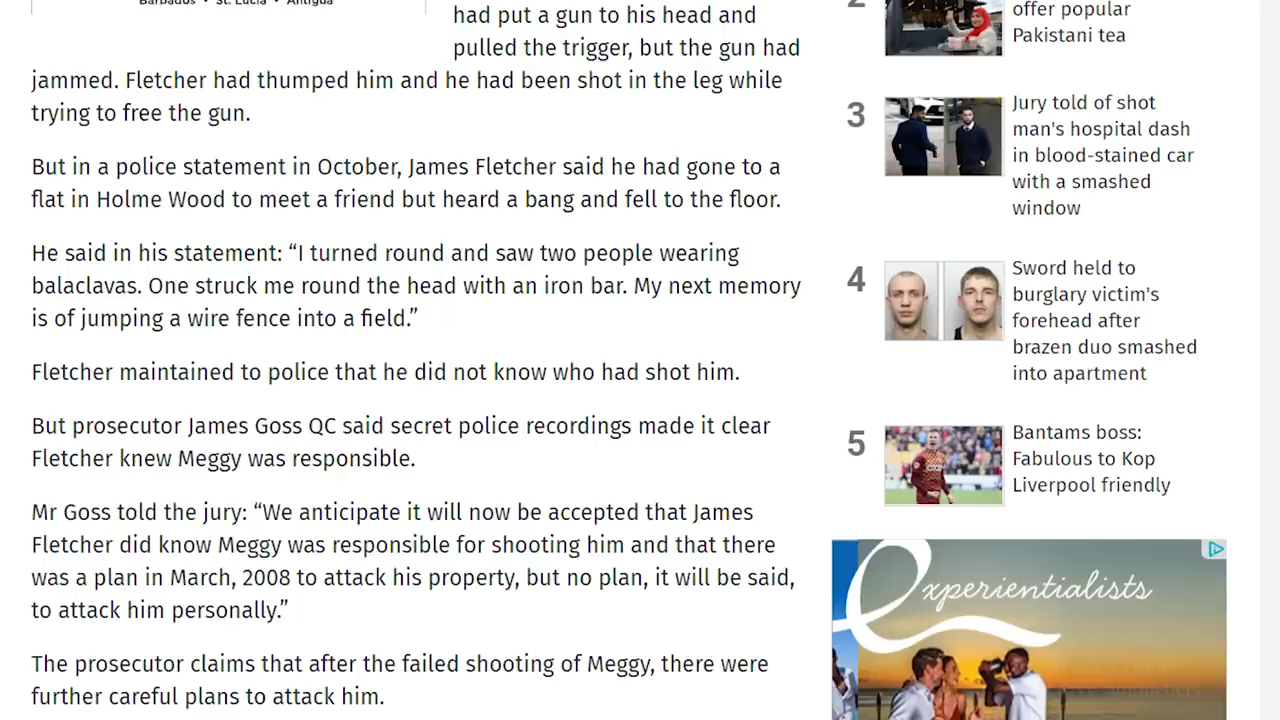 Barbados • St. Lucia • Antigua
had put a gun to his head and
pulled the trigger, but the gun had
jammed. Fletcher had thumped him and he had been shot in the leg while
trying to free the gun.
But in a police statement in October, James Fletcher said he had gone to a
flat in Holme Wood to meet a friend but heard a bang and fell to the floor.
He said in his statement: “I turned round and saw two people wearing
balaclavas. One struck me round the head with an iron bar. My next memory
is of jumping a wire fence into a field.”
Fletcher maintained to police that he did not know who had shot him.
But prosecutor James Goss QC said secret police recordings made it clear
Fletcher knew Meggy was responsible.
Mr Goss told the jury: “We anticipate it will now be accepted that James
Fletcher did know Meggy was responsible for shooting him and that there
was a plan in March, 2008 to attack his property, but no plan, it will be said,
to attack him personally.”
The prosecutor claims that after the failed shooting of Meggy, there were
further careful plans to attack him.
2
offer popular
Pakistani tea
3
Jury told of shot
man's hospital dash
in blood-stained car
with a smashed
window
4
Sword held to
burglary victim's
forehead after
brazen duo smashed
into apartment
5
Bantams boss:
Fabulous to Kop
Liverpool friendly
experientialists